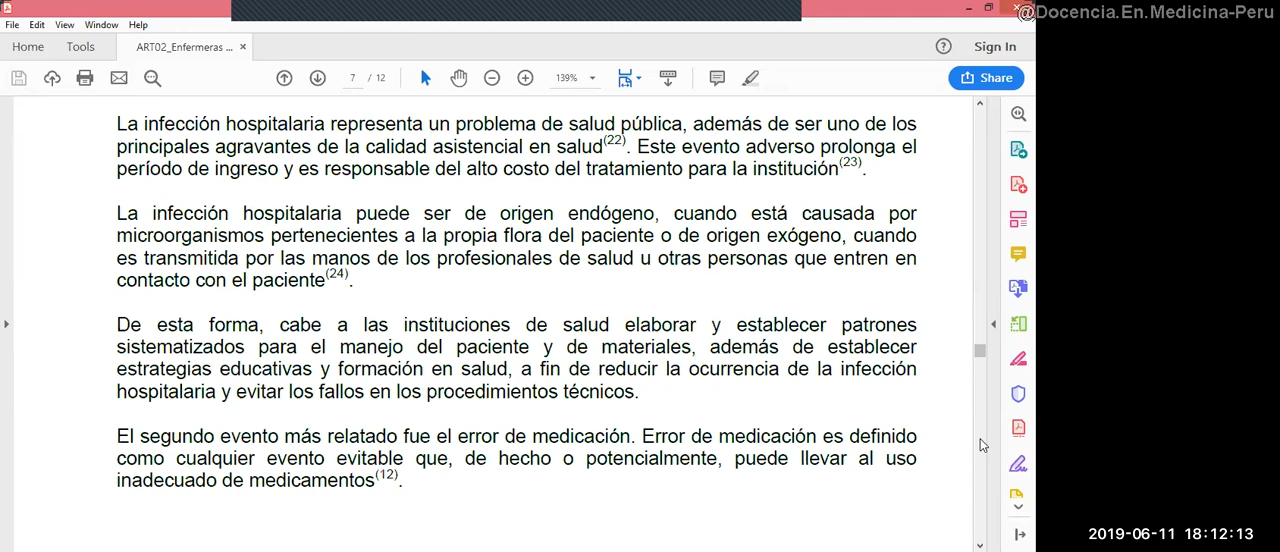 @Docencia.En.Medicina-Peru
File Edit View Window Help
Home Tools ART02_Enfermeras ... × Sign In
7 / 12 139% Share
La infección hospitalaria representa un problema de salud pública, además de ser uno de los
principales agravantes de la calidad asistencial en salud(22). Este evento adverso prolonga el
período de ingreso y es responsable del alto costo del tratamiento para la institución(23).
La infección hospitalaria puede ser de origen endógeno, cuando está causada por
microorganismos pertenecientes a la propia flora del paciente o de origen exógeno, cuando
es transmitida por las manos de los profesionales de salud u otras personas que entren en
contacto con el paciente(24).
De esta forma, cabe a las instituciones de salud elaborar y establecer patrones
sistematizados para el manejo del paciente y de materiales, además de establecer
estrategias educativas y formación en salud, a fin de reducir la ocurrencia de la infección
hospitalaria y evitar los fallos en los procedimientos técnicos.
El segundo evento más relatado fue el error de medicación. Error de medicación es definido
como cualquier evento evitable que, de hecho o potencialmente, puede llevar al uso
inadecuado de medicamentos(12).
2019-06-11 18:12:13